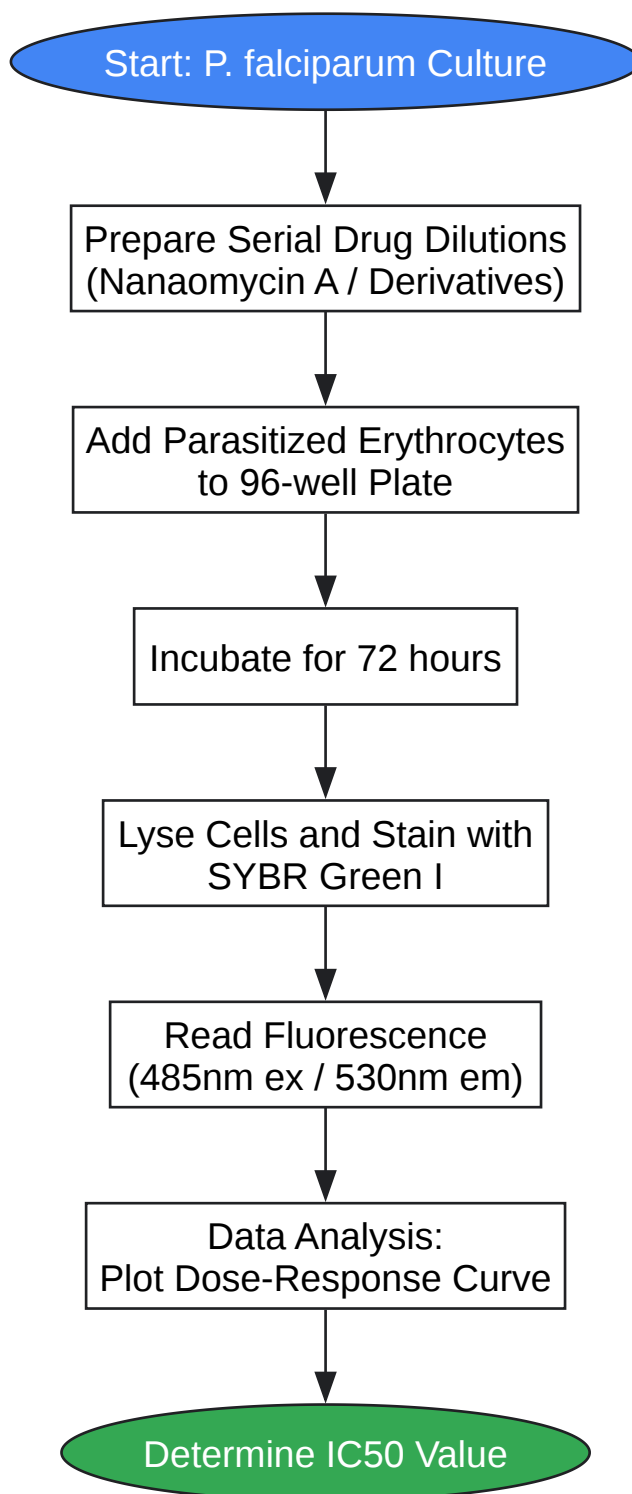 Start: P. falciparum Culture
Prepare Serial Drug Dilutions
(Nanaomycin A / Derivatives)
Add Parasitized Erythrocytes
to 96-well Plate
Incubate for 72 hours
Lyse Cells and Stain with
SYBR Green I
Read Fluorescence
(485nm ex / 530nm em)
Data Analysis:
Plot Dose-Response Curve
Determine IC50 Value